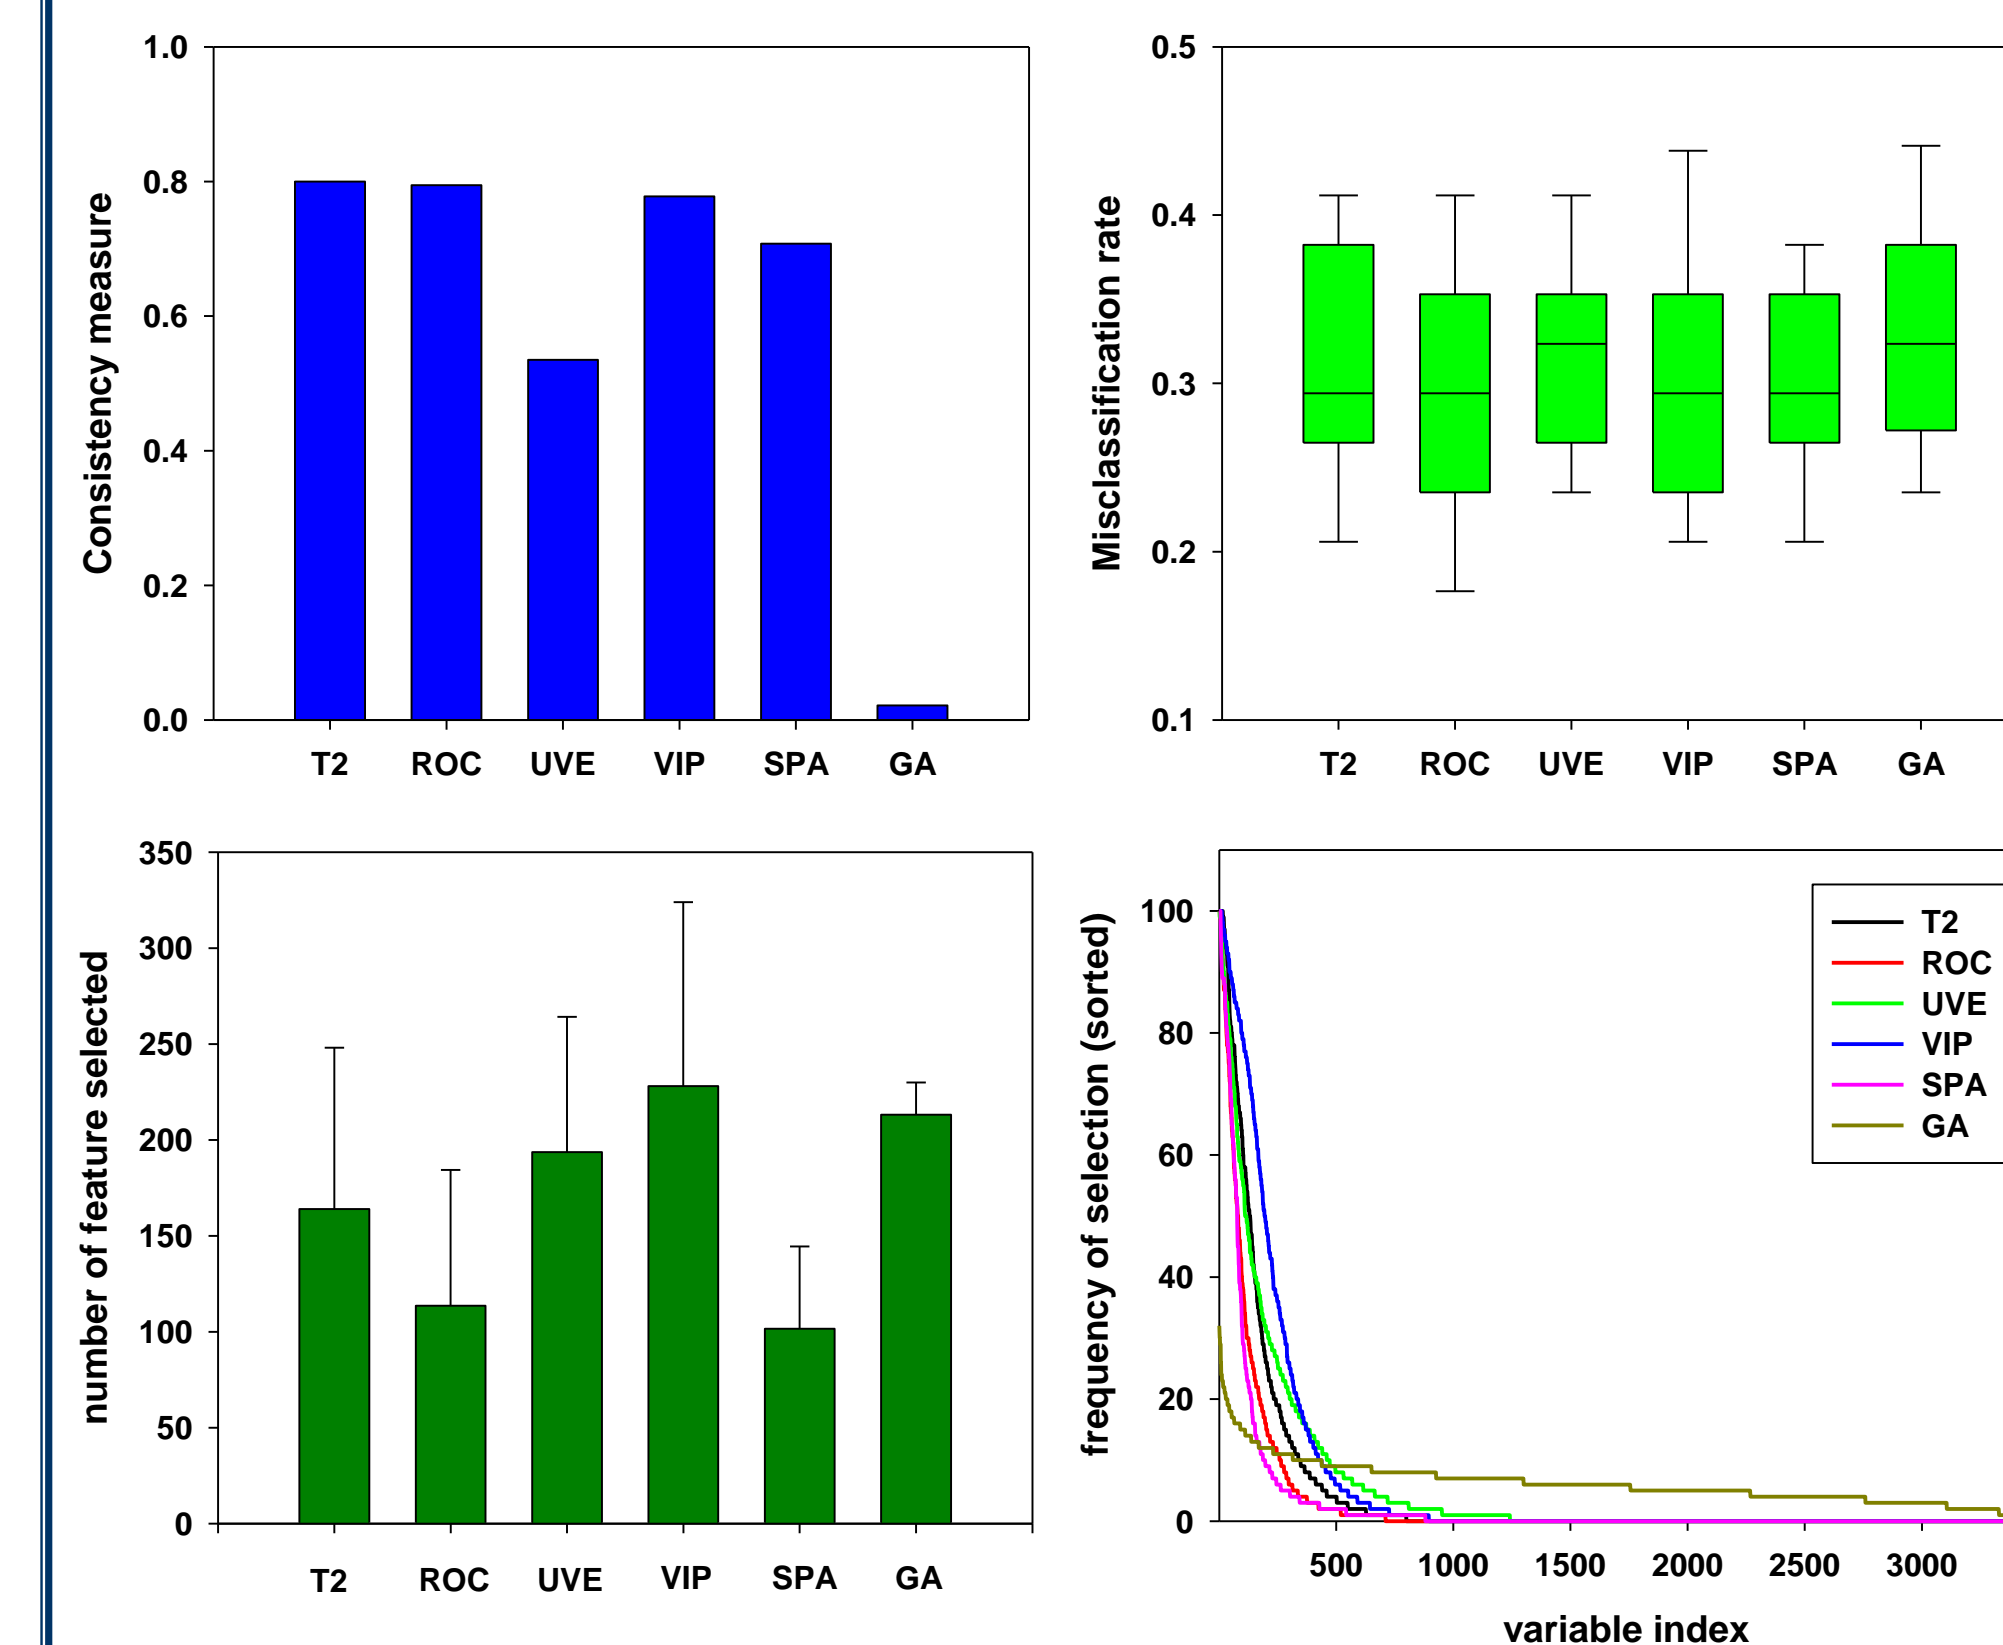 Consistency measure
1.0
0.8
0.6
0.4
0.2
0.0
T2 ROC UVE VIP SPA GA
Misclassification rate
0.5
0.4
0.3
0.2
0.1
T2 ROC UVE VIP SPA GA
number of feature selected
350
300
250
200
150
100
50
0
T2 ROC UVE VIP SPA GA
frequency of selection (sorted)
100
80
60
40
20
0
T2
ROC
UVE
VIP
SPA
GA
500 1000 1500 2000 2500 3000
variable index